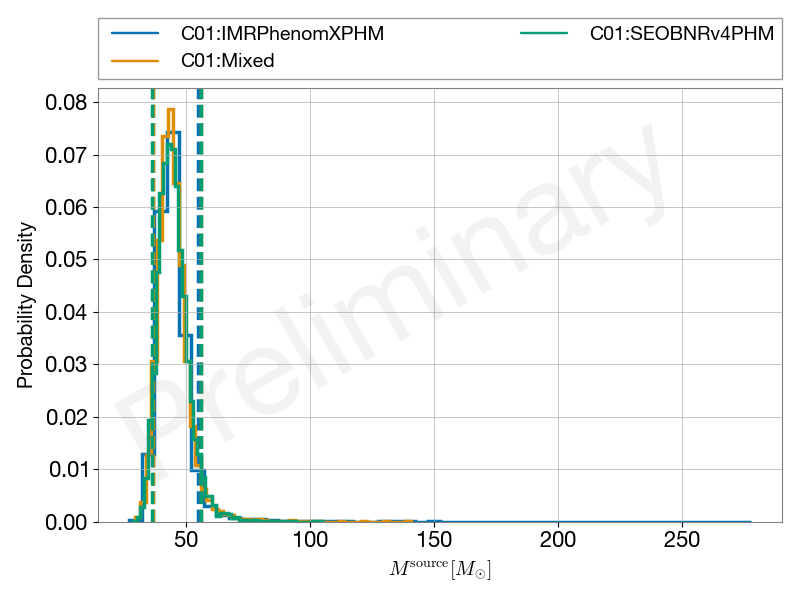 C01:IMRPhenomXPHM
C01:Mixed
C01:SEOBNRv4PHM
0.08
0.07
0.06
0.05
0.04
0.03
0.02
0.01
0.00
Probability Density
Preliminary
50 100 150 200 250
M^source [M_⊙]